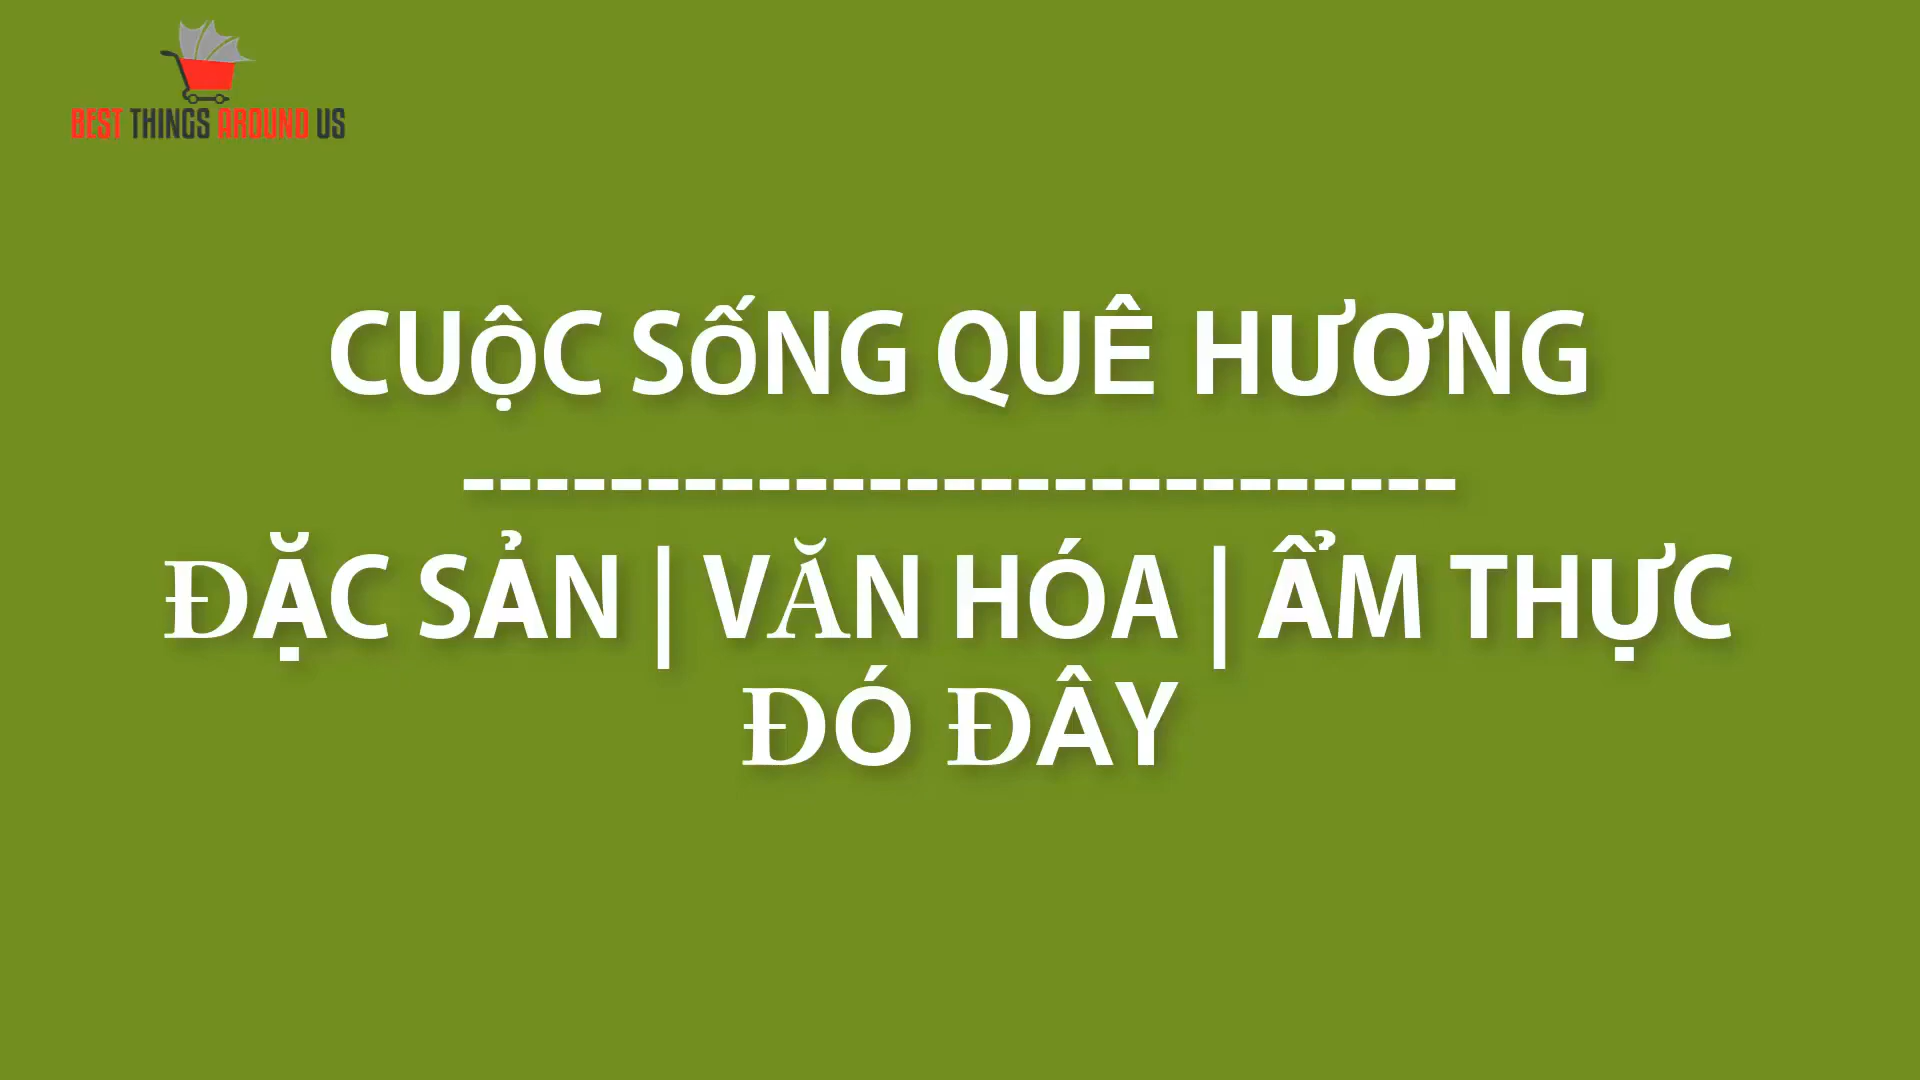 BEST THINGS AROUND US
CUỘC SỐNG QUÊ HƯƠNG
---------------------------
ĐẶC SẢN | VĂN HÓA | ẨM THỰC
ĐÓ ĐÂY